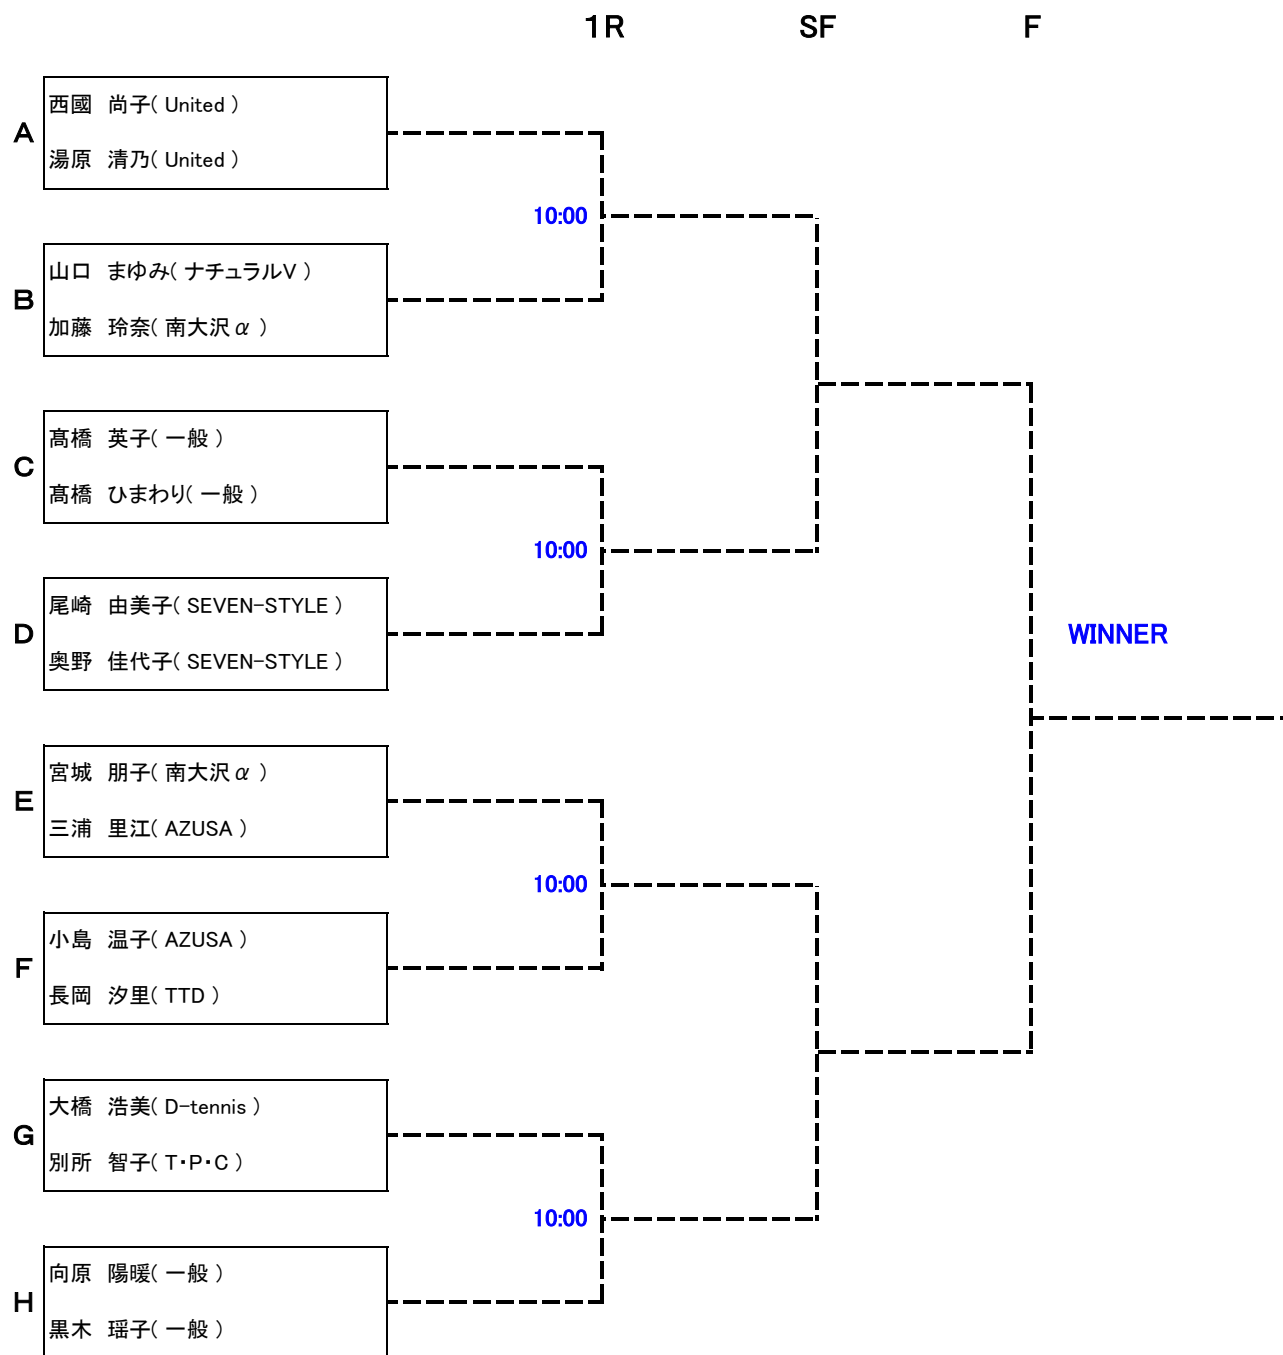 1R SF F
西國 尚子( United )
A
湯原 清乃( United )
10:00
山口 まゆみ( ナチュラルV )
B
加藤 玲奈( 南大沢α )
髙橋 英子( 一般 )
C
髙橋 ひまわり( 一般 )
10:00
尾崎 由美子( SEVEN-STYLE )
D
WINNER
奥野 佳代子( SEVEN-STYLE )
宮城 朋子( 南大沢α )
E
三浦 里江( AZUSA )
10:00
小島 温子( AZUSA )
F
長岡 汐里( TTD )
大橋 浩美( D-tennis )
G
別所 智子( T・P・C )
10:00
向原 陽暖( 一般 )
H
黒木 瑶子( 一般 )